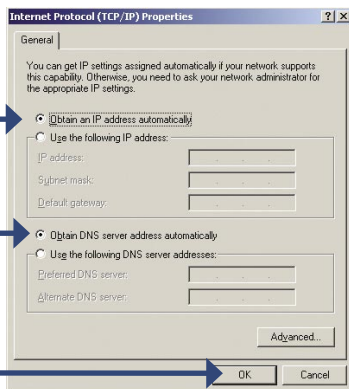 Internet Protocol (TCP/IP) Properties
General
You can get IP settings assigned automatically if your network supports
this capability. Otherwise, you need to ask your network administrator for
the appropriate IP settings.
Obtain an IP address automatically
Use the following IP address:
IP address:
Subnet mask:
Default gateway:
Obtain DNS server address automatically
Use the following DNS server addresses:
Preferred DNS server:
Alternate DNS server:
Advanced...
OK
Cancel